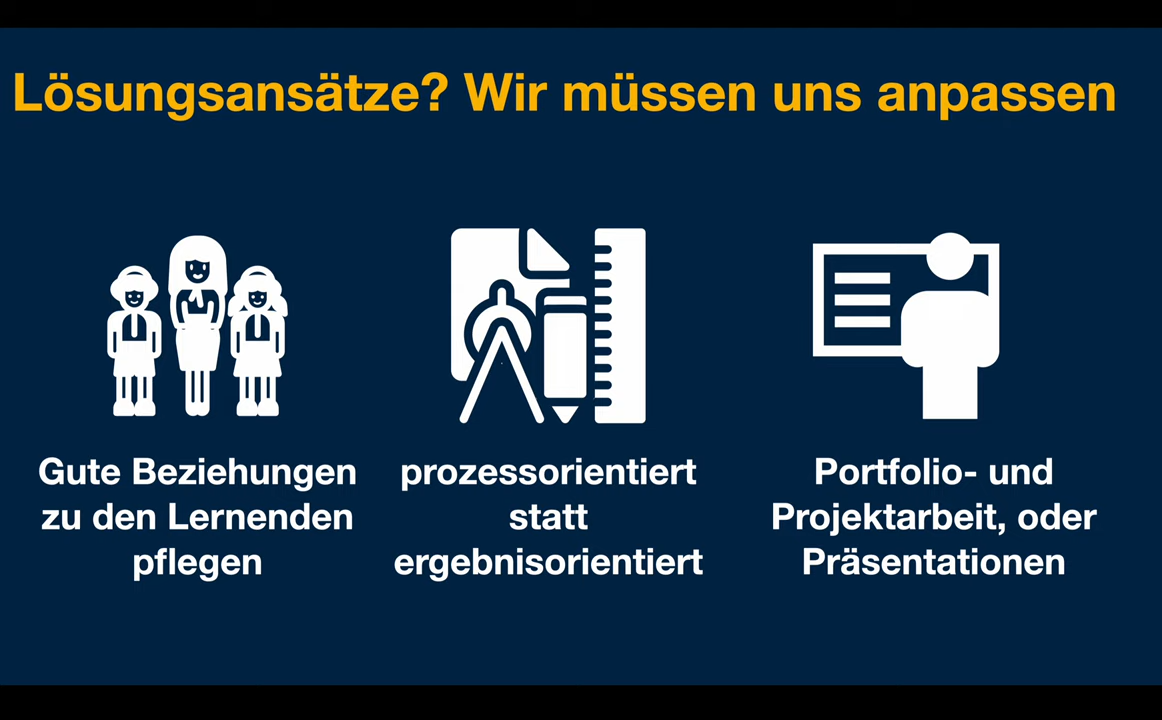 Lösungsansätze? Wir müssen uns anpassen
Gute Beziehungen
zu den Lernenden
pflegen
prozessorientiert
statt
ergebnisorientiert
Portfolio- und
Projektarbeit, oder
Präsentationen